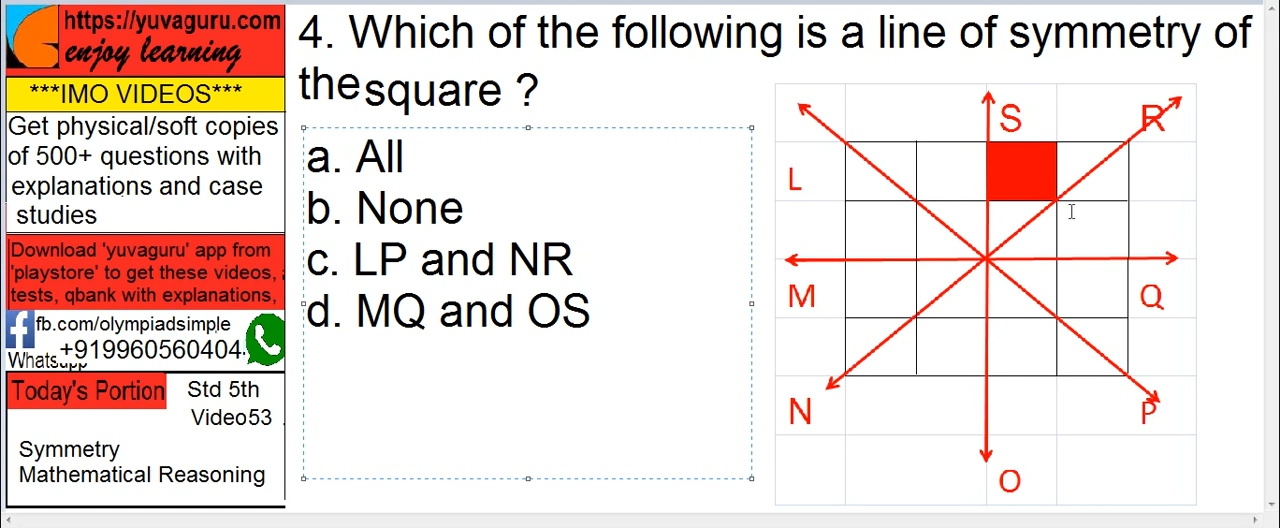 https://yuvaguru.com
enjoy learning
***IMO VIDEOS***
Get physical/soft copies
of 500+ questions with
explanations and case
studies
Download 'yuvaguru' app from
'playstore' to get these videos,
tests, qbank with explanations,
fb.com/olympiadsimple
Whatsupp +919960560404
Today's Portion Std 5th
Video53
Symmetry
Mathematical Reasoning
4. Which of the following is a line of symmetry of
the square ?
a. All
b. None
c. LP and NR
d. MQ and OS
S R
L
M Q
N P
O